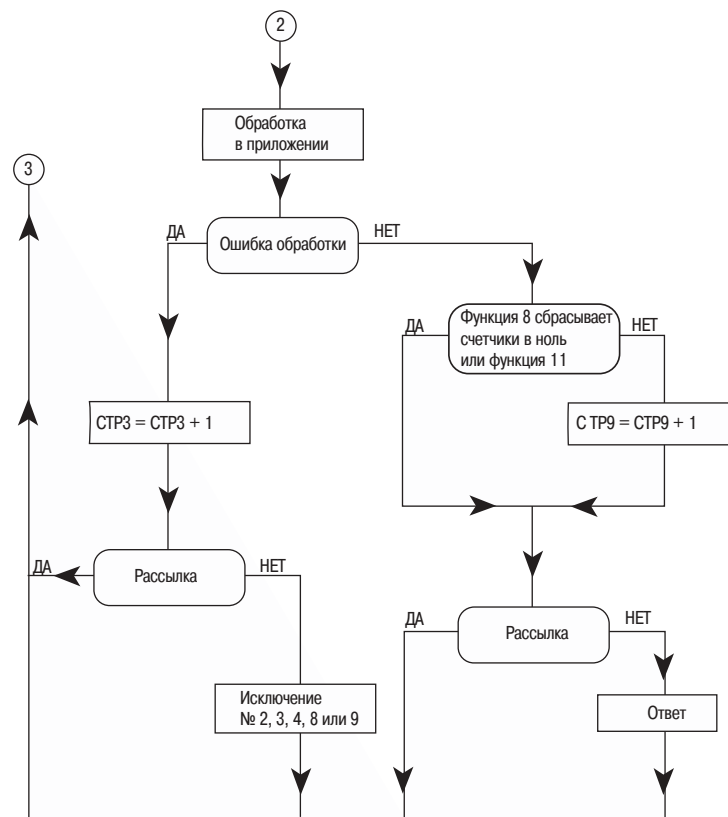 2
Обработка
в приложении
3
ДА
Ошибка обработки
НЕТ
ДА
Функция 8 сбрасывает
счетчики в ноль
или функция 11
НЕТ
СТР3 = СТР3 + 1
С ТР9 = СТР9 + 1
ДА
Рассылка
НЕТ
ДА
Рассылка
НЕТ
Исключение
№ 2, 3, 4, 8 или 9
Ответ